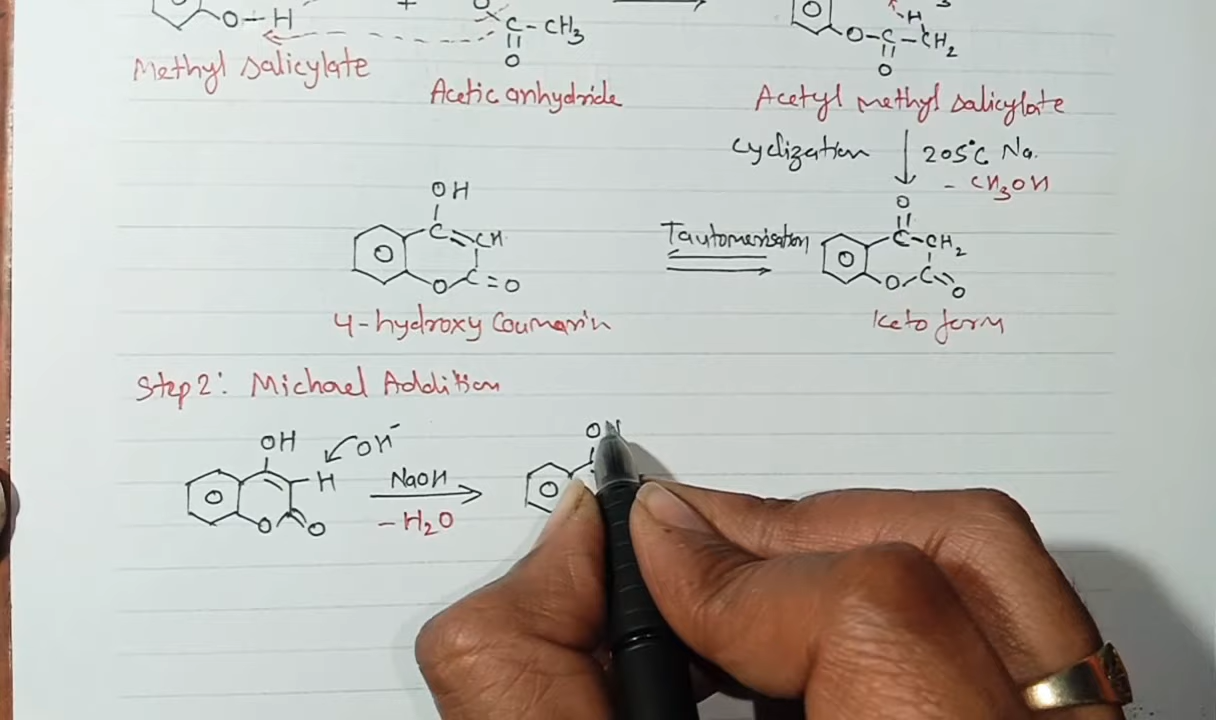 O-H + C-CH3 O-C-CH2
O O
Methyl salicylate Acetic anhydride Acetyl methyl salicylate
Cyclization 205°C Na.
- CH3OH
OH O
C CH Tautomerisation C-CH2
O C=O O C O
4-hydroxy Coumarin Keto form
Step 2: Michael Addition
OH OH- O
H NaOH
O O - H2O